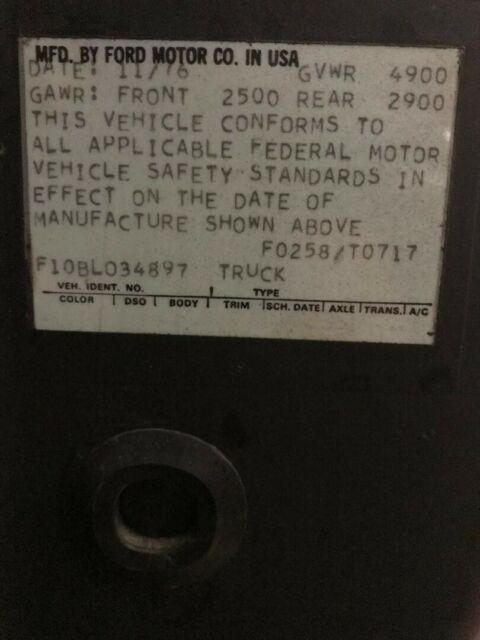 MFD. BY FORD MOTOR CO. IN USA
DATE: 11/76 GVWR 4900
GAWR: FRONT 2500 REAR 2900
THIS VEHICLE CONFORMS TO
ALL APPLICABLE FEDERAL MOTOR
VEHICLE SAFETY STANDARDS IN
EFFECT ON THE DATE OF
MANUFACTURE SHOWN ABOVE
F0258/T0717
F10BL034897 TRUCK
VEH. IDENT. NO. TYPE
COLOR DSO BODY TRIM SCH. DATE AXLE TRANS. A/C